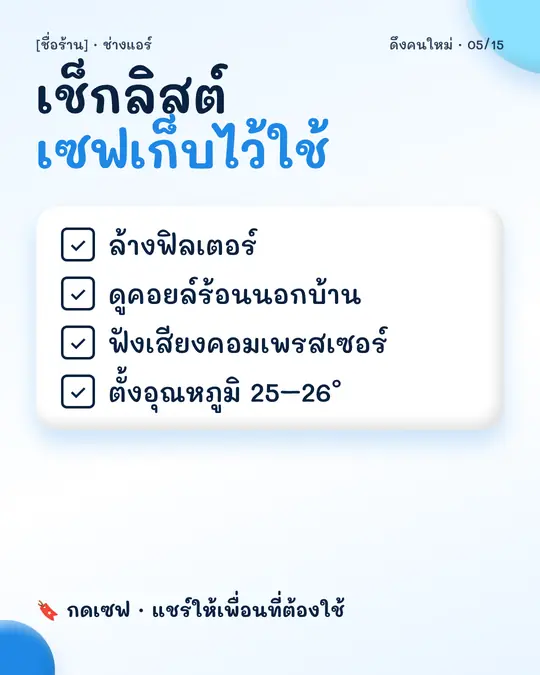 [ชื่อร้าน] · ช่างแอร์
ดึงคนใหม่ · 05/15
เช็กลิสต์
เซฟเก็บไว้ใช้
ล้างฟิลเตอร์
ดูคอยล์ร้อนนอกบ้าน
ฟังเสียงคอมเพรสเซอร์
ตั้งอุณหภูมิ 25–26°
กดเซฟ · แชร์ให้เพื่อนที่ต้องใช้